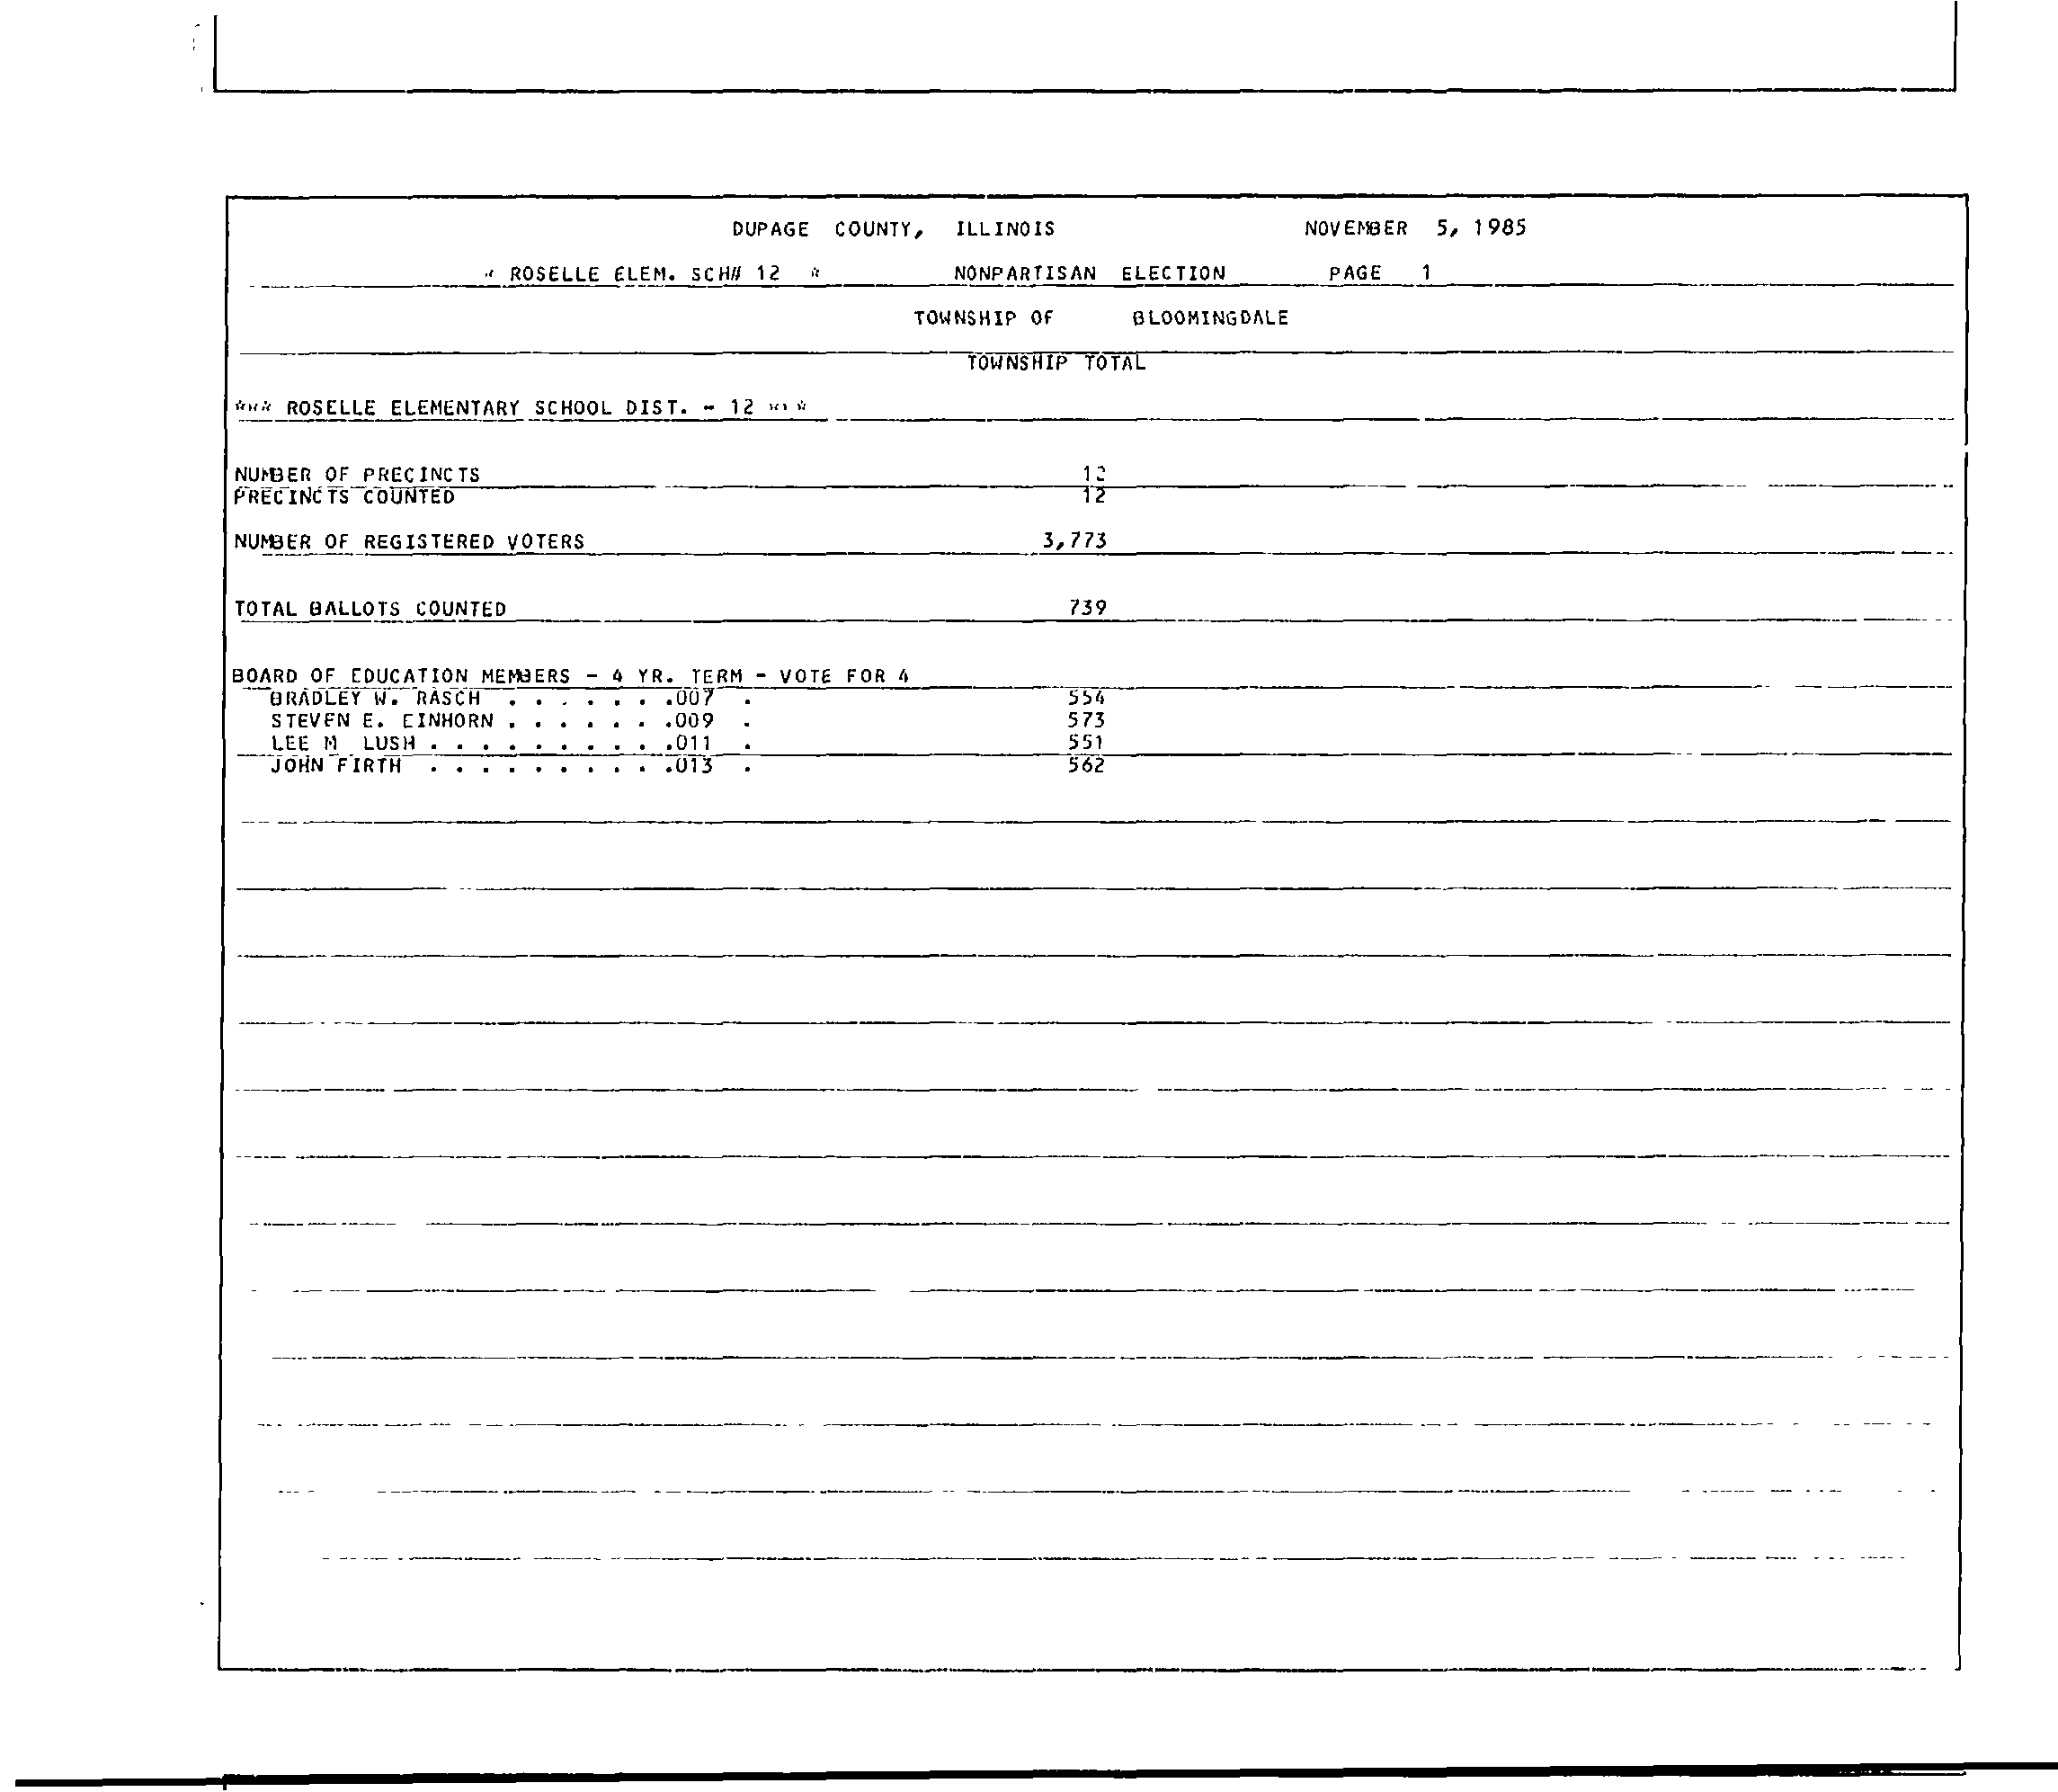 DUPAGE COUNTY, ILLINOIS NOVEMBER 5, 1985
* ROSELLE ELEM. SCH# 12 * NONPARTISAN ELECTION PAGE 1
TOWNSHIP OF BLOOMINGDALE
TOWNSHIP TOTAL
*** ROSELLE ELEMENTARY SCHOOL DIST. - 12 ***
NUMBER OF PRECINCTS 12
PRECINCTS COUNTED 12
NUMBER OF REGISTERED VOTERS 3,773
TOTAL BALLOTS COUNTED 739
BOARD OF EDUCATION MEMBERS - 4 YR. TERM - VOTE FOR 4
BRADLEY W. RASCH . . . . . . .007 . 554
STEVEN E. EINHORN . . . . . . .009 . 573
LEE M LUSH . . . . . . . . . .011 . 551
JOHN FIRTH . . . . . . . . . .013 . 562